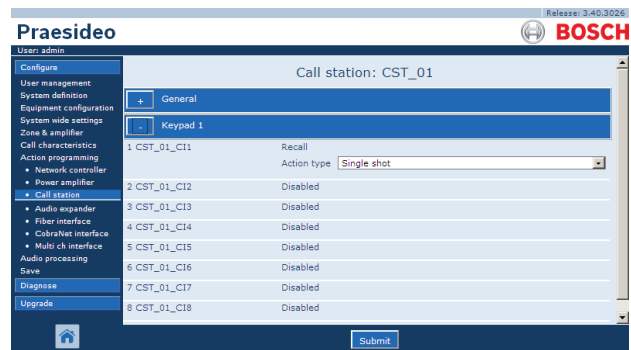 Release: 3.40.3026
Praesideo
BOSCH
User: admin
Configure
User management
System definition
Equipment configuration
System wide settings
Zone & amplifier
Call characteristics
Action programming
• Network controller
• Power amplifier
• Call station
• Audio expander
• Fiber interface
• CobraNet interface
• Multi ch interface
Audio processing
Save
Diagnose
Upgrade
Call station: CST_01
+ General
- Keypad 1
1 CST_01_CI1 Recall
Action type Single shot
2 CST_01_CI2 Disabled
3 CST_01_CI3 Disabled
4 CST_01_CI4 Disabled
5 CST_01_CI5 Disabled
6 CST_01_CI6 Disabled
7 CST_01_CI7 Disabled
8 CST_01_CI8 Disabled
Submit